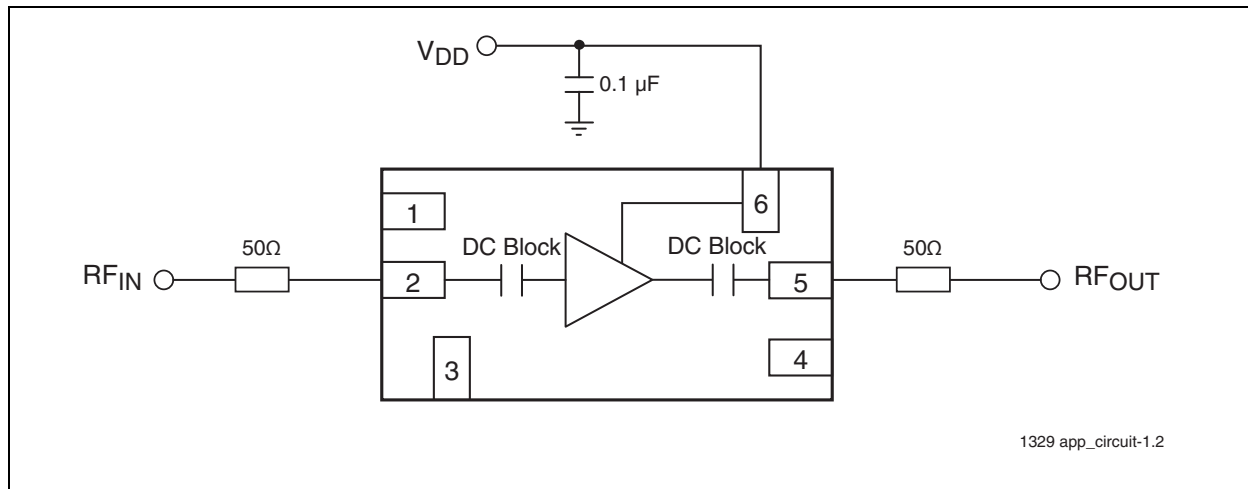 VDD
0.1 µF
1
6
50Ω
DC Block
DC Block
50Ω
RFIN
2
5
RFOUT
3
4
1329 app_circuit-1.2